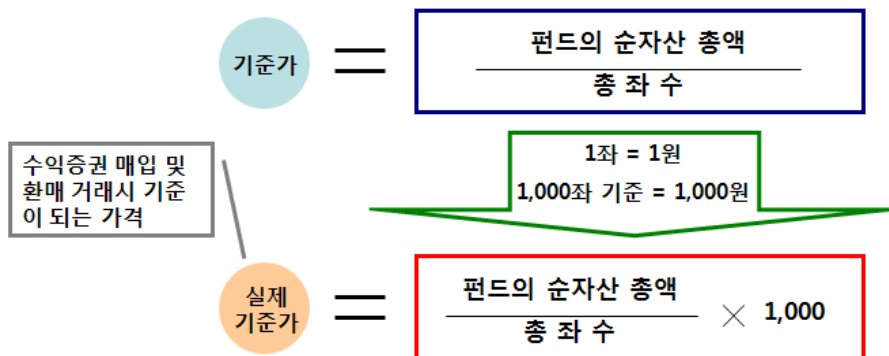 기준가
=
펀드의 순자산 총액
총 좌 수
수익증권 매입 및
환매 거래시 기준
이 되는 가격
1좌 = 1원
1,000좌 기준 = 1,000원
실제
기준가
=
펀드의 순자산 총액
총 좌 수
× 1,000